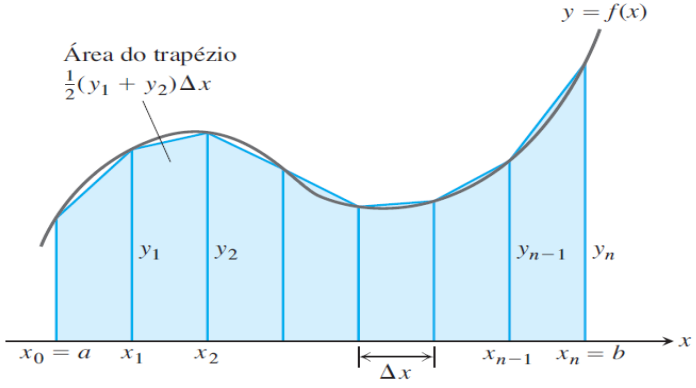 y = f(x)
Área do trapézio
½(y₁ + y₂)Δx
y₁
y₂
yₙ₋₁
yₙ
x
x₀ = a
x₁
x₂
Δx
xₙ₋₁
xₙ = b